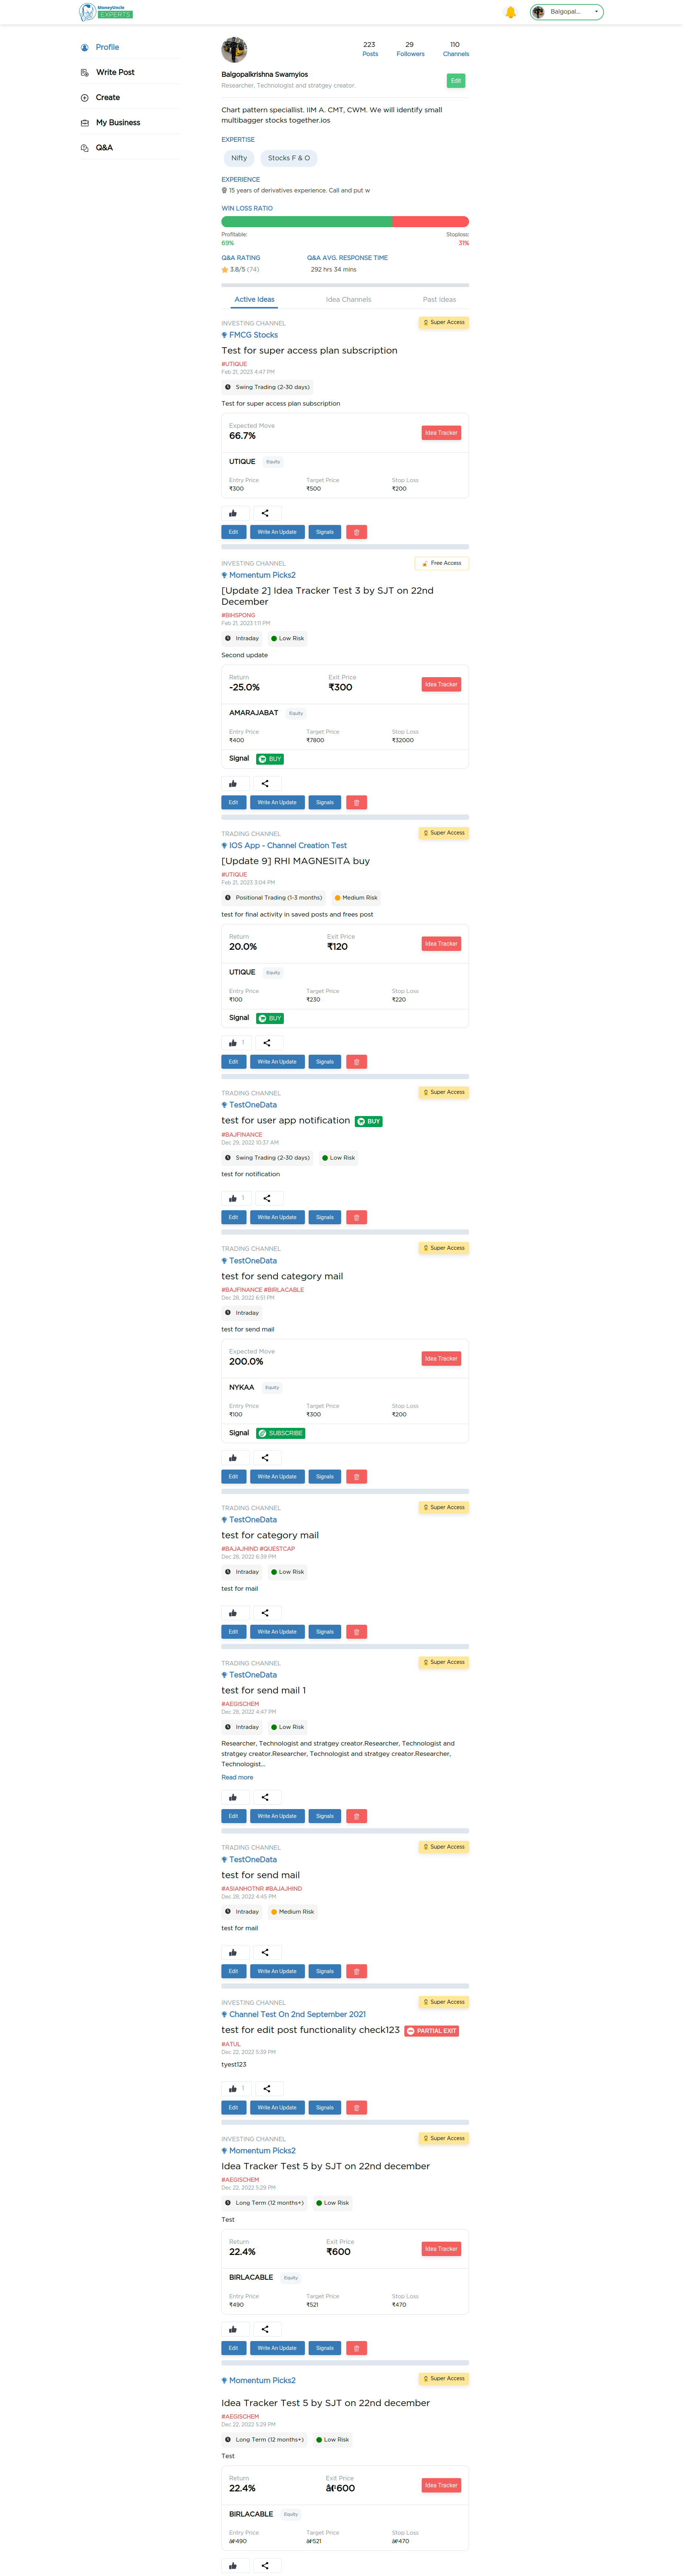 MoneyUncle
EXPERTS
Balgopal...
Profile
Write Post
Create
My Business
Q&A
223 29 110
Posts Followers Channels
Balgopalkrishna Swamyios
Researcher, Technologist and stratgey creator.
Edit
Chart pattern speciallist. IIM A. CMT, CWM. We will identify small
multibagger stocks together.ios
EXPERTISE
Nifty Stocks F & O
EXPERIENCE
15 years of derivatives experience. Call and put w
WIN LOSS RATIO
Profitable: Stoploss:
69% 31%
Q&A RATING Q&A AVG. RESPONSE TIME
3.8/5 (74) 292 hrs 34 mins
Active Ideas Idea Channels Past Ideas
INVESTING CHANNEL Super Access
FMCG Stocks
Test for super access plan subscription
#UTIQUE
Feb 21, 2023 4:47 PM
Swing Trading (2-30 days)
Test for super access plan subscription
Expected Move
66.7% Idea Tracker
UTIQUE Equity
Entry Price Target Price Stop Loss
₹300 ₹500 ₹200
Edit Write An Update Signals
INVESTING CHANNEL Free Access
Momentum Picks2
[Update 2] Idea Tracker Test 3 by SJT on 22nd
December
#BIHSPONG
Feb 21, 2023 1:11 PM
Intraday Low Risk
Second update
Return Exit Price
-25.0% ₹300 Idea Tracker
AMARAJABAT Equity
Entry Price Target Price Stop Loss
₹400 ₹7800 ₹32000
Signal BUY
Edit Write An Update Signals
TRADING CHANNEL Super Access
IOS App - Channel Creation Test
[Update 9] RHI MAGNESITA buy
#UTIQUE
Feb 21, 2023 3:04 PM
Positional Trading (1-3 months) Medium Risk
test for final activity in saved posts and frees post
Return Exit Price
20.0% ₹120 Idea Tracker
UTIQUE Equity
Entry Price Target Price Stop Loss
₹100 ₹230 ₹220
Signal BUY
1
Edit Write An Update Signals
TRADING CHANNEL Super Access
TestOneData
test for user app notification BUY
#BAJFINANCE
Dec 29, 2022 10:37 AM
Swing Trading (2-30 days) Low Risk
test for notification
1
Edit Write An Update Signals
TRADING CHANNEL Super Access
TestOneData
test for send category mail
#BAJFINANCE #BIRLACABLE
Dec 28, 2022 6:51 PM
Intraday
test for send mail
Expected Move
200.0% Idea Tracker
NYKAA Equity
Entry Price Target Price Stop Loss
₹100 ₹300 ₹200
Signal SUBSCRIBE
Edit Write An Update Signals
TRADING CHANNEL Super Access
TestOneData
test for category mail
#BAJAJHIND #QUESTCAP
Dec 28, 2022 6:39 PM
Intraday Low Risk
test for mail
Edit Write An Update Signals
TRADING CHANNEL Super Access
TestOneData
test for send mail 1
#AEGISCHEM
Dec 28, 2022 4:47 PM
Intraday Low Risk
Researcher, Technologist and stratgey creator.Researcher, Technologist and
stratgey creator.Researcher, Technologist and stratgey creator.Researcher,
Technologist...
Read more
Edit Write An Update Signals
TRADING CHANNEL Super Access
TestOneData
test for send mail
#ASIANHOTNR #BAJAJHIND
Dec 28, 2022 4:45 PM
Intraday Medium Risk
test for mail
Edit Write An Update Signals
INVESTING CHANNEL Super Access
Channel Test On 2nd September 2021
test for edit post functionality check123 PARTIAL EXIT
#ATUL
Dec 22, 2022 5:39 PM
tyest123
1
Edit Write An Update Signals
INVESTING CHANNEL Super Access
Momentum Picks2
Idea Tracker Test 5 by SJT on 22nd december
#AEGISCHEM
Dec 22, 2022 5:29 PM
Long Term (12 months+) Low Risk
Test
Return Exit Price
22.4% ₹600 Idea Tracker
BIRLACABLE Equity
Entry Price Target Price Stop Loss
₹490 ₹521 ₹470
Edit Write An Update Signals
Super Access
Momentum Picks2
Idea Tracker Test 5 by SJT on 22nd december
#AEGISCHEM
Dec 22, 2022 5:29 PM
Long Term (12 months+) Low Risk
Test
Return Exit Price
22.4% â‚¹600 Idea Tracker
BIRLACABLE Equity
Entry Price Target Price Stop Loss
â‚¹490 â‚¹521 â‚¹470